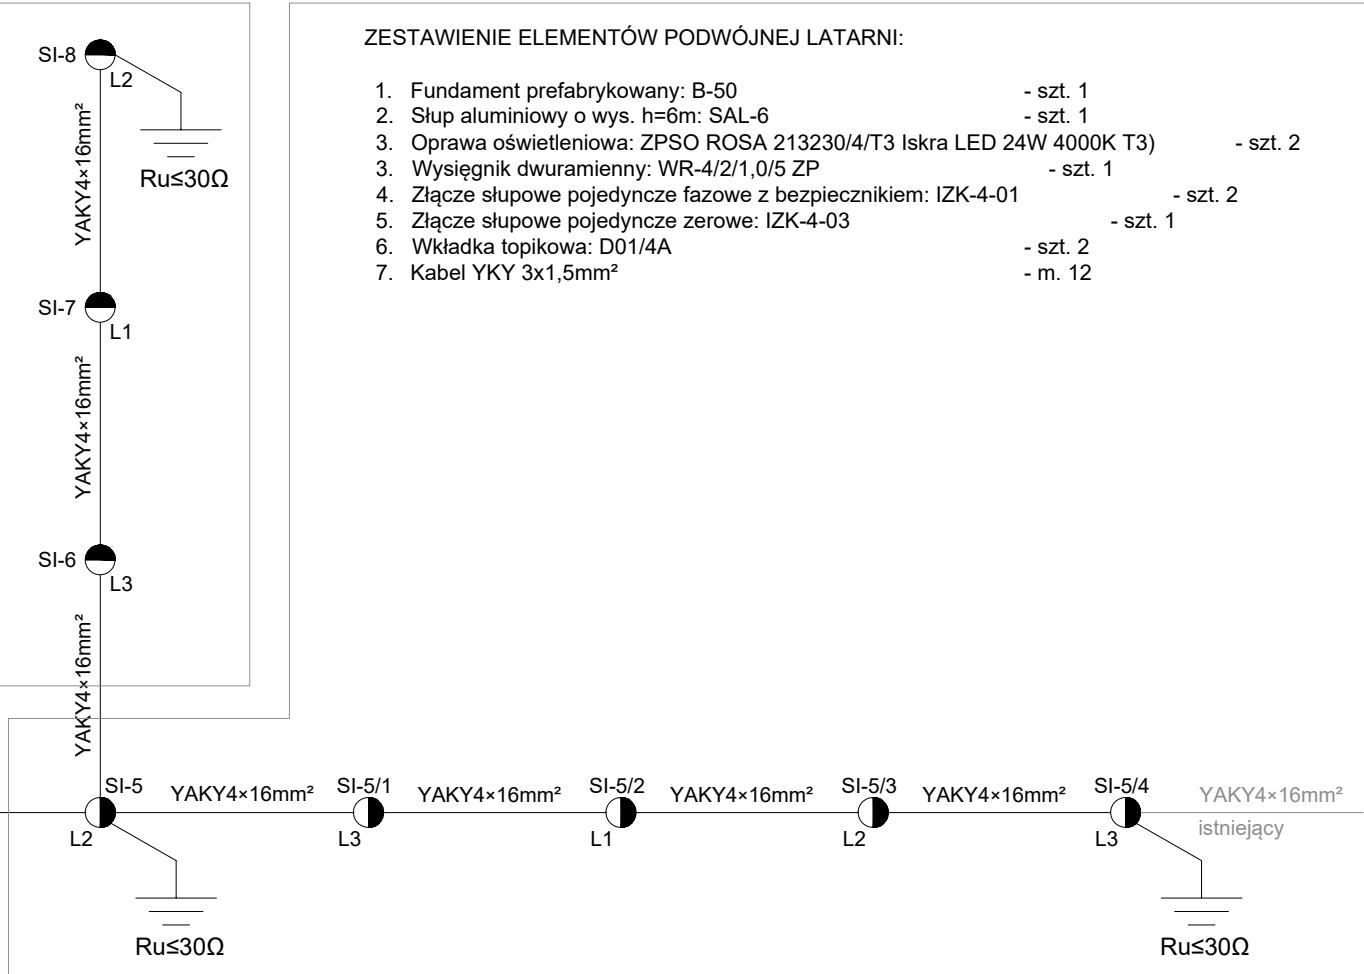 ZESTAWIENIE ELEMENTÓW PODWÓJNEJ LATARNI:
1. Fundament prefabrykowany: B-50 - szt. 1
2. Słup aluminiowy o wys. h=6m: SAL-6 - szt. 1
3. Oprawa oświetleniowa: ZPSO ROSA 213230/4/T3 Iskra LED 24W 4000K T3) - szt. 2
3. Wysięgnik dwuramienny: WR-4/2/1,0/5 ZP - szt. 1
4. Złącze słupowe pojedyncze fazowe z bezpiecznikiem: IZK-4-01 - szt. 2
5. Złącze słupowe pojedyncze zerowe: IZK-4-03 - szt. 1
6. Wkładka topikowa: D01/4A - szt. 2
7. Kabel YKY 3x1,5mm² - m. 12
SI-8
L2
YAKY4×16mm²
Ru≤30Ω
SI-7
L1
YAKY4×16mm²
SI-6
L3
YAKY4×16mm²
SI-5
YAKY4×16mm²
SI-5/1
YAKY4×16mm²
SI-5/2
YAKY4×16mm²
SI-5/3
YAKY4×16mm²
SI-5/4
YAKY4×16mm²
istniejący
L2
L3
L1
L2
L3
Ru≤30Ω
Ru≤30Ω